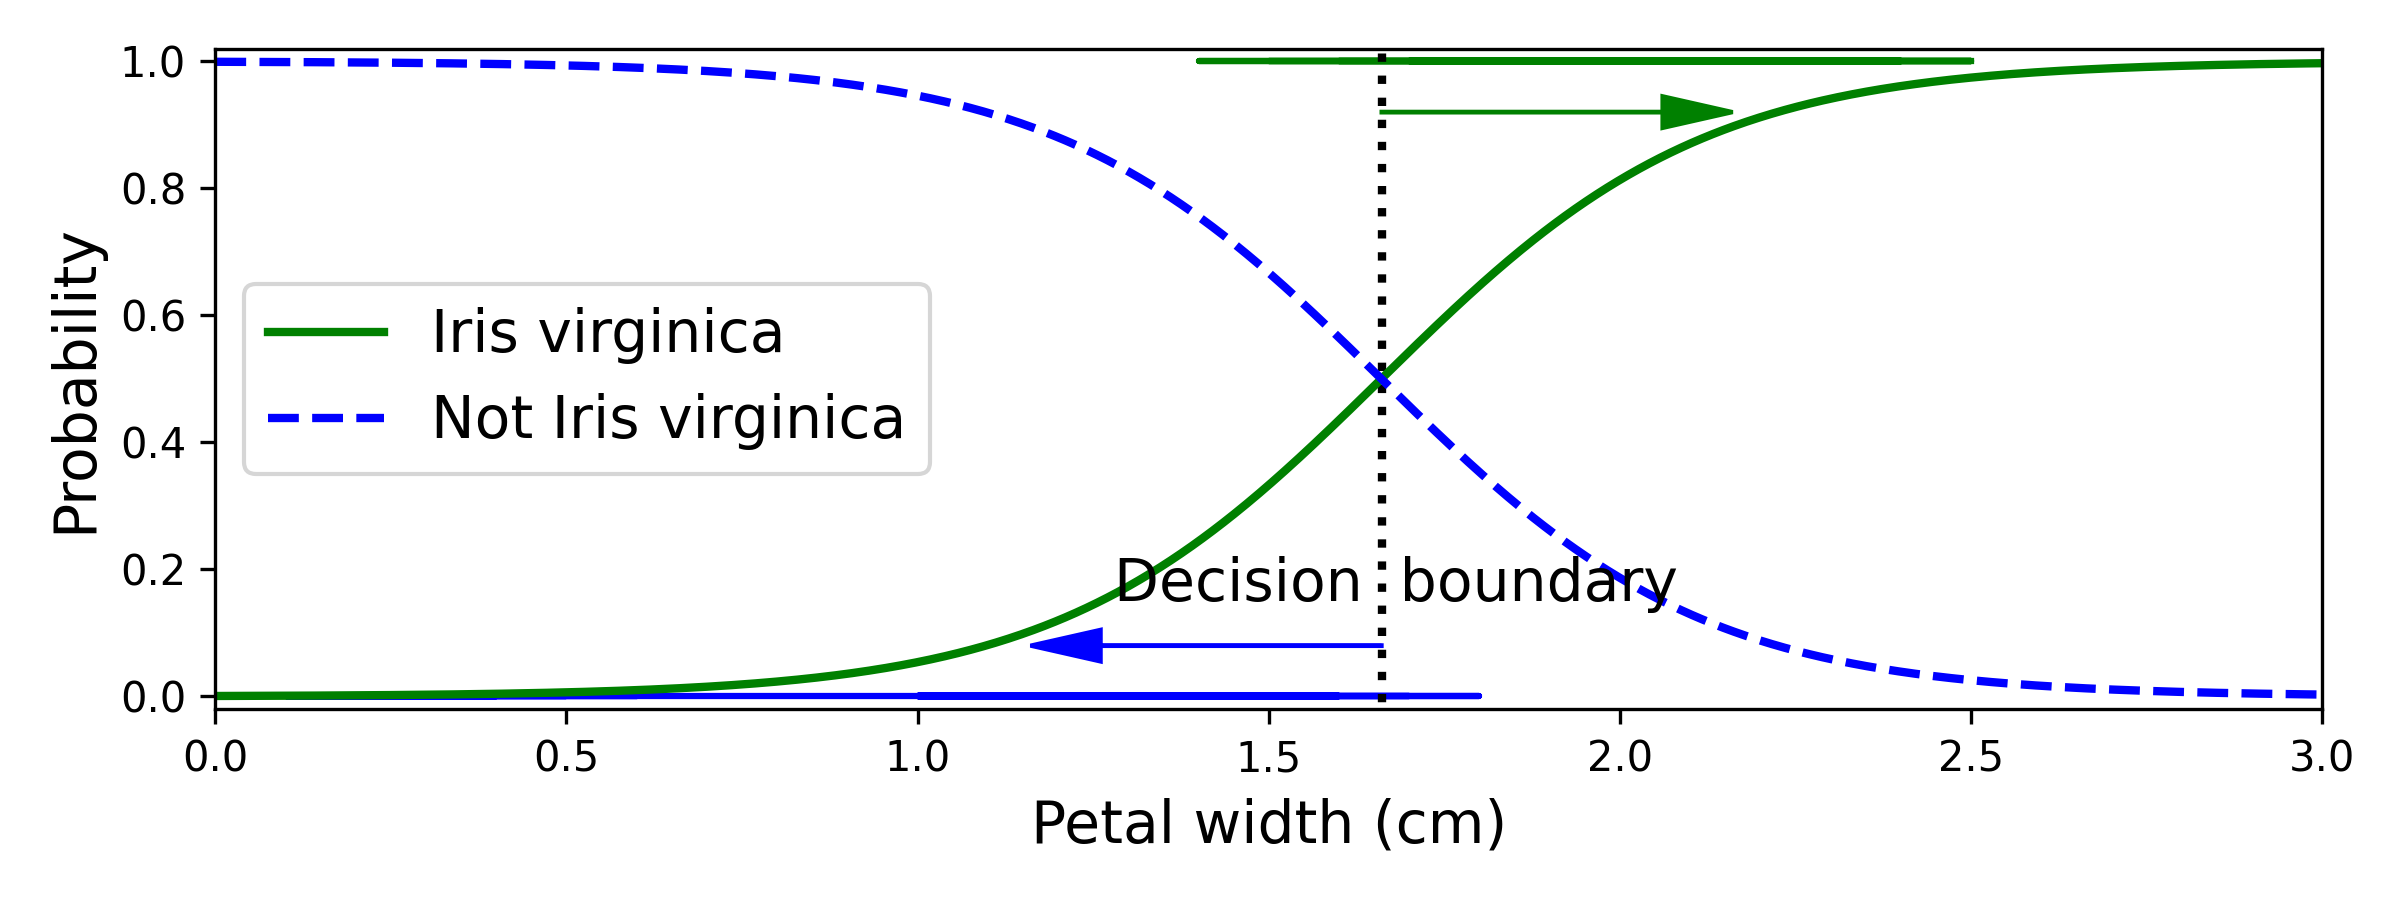 1.0
0.8
0.6
0.4
0.2
0.0
Probability
Iris virginica
Not Iris virginica
Decision boundary
0.0 0.5 1.0 1.5 2.0 2.5 3.0
Petal width (cm)